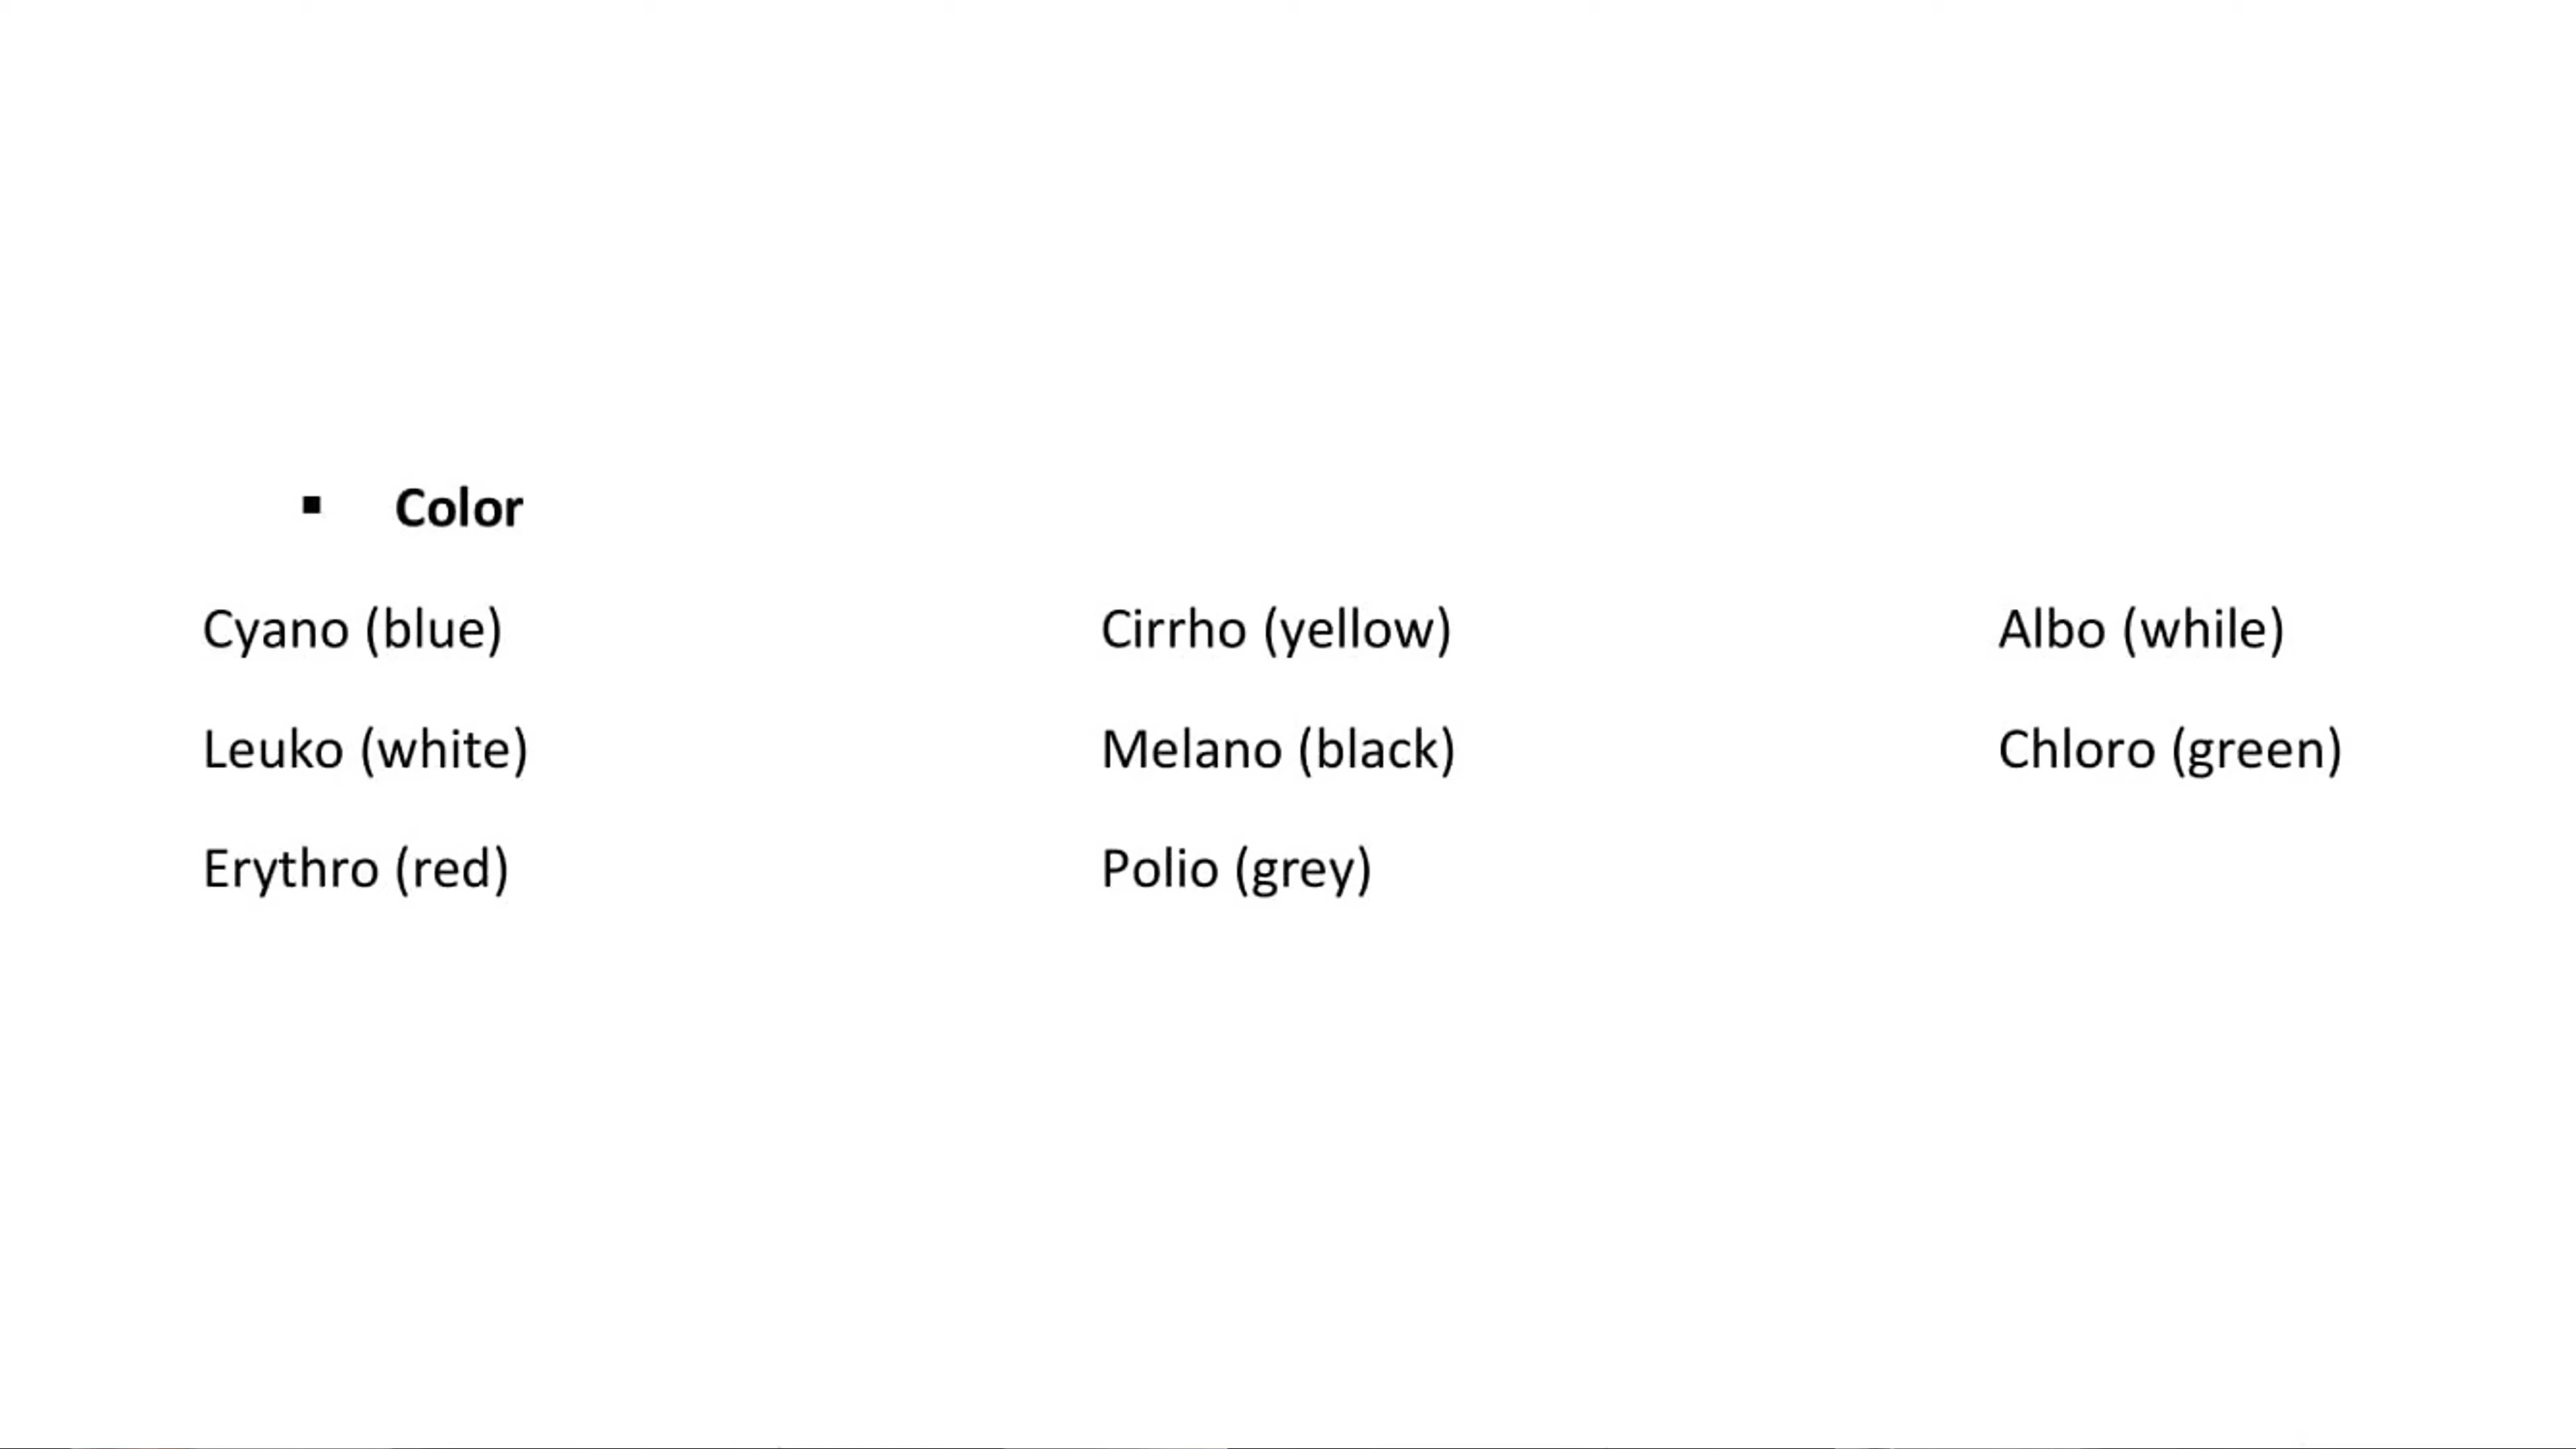 ▪ Color
Cyano (blue) Cirrho (yellow) Albo (while)
Leuko (white) Melano (black) Chloro (green)
Erythro (red) Polio (grey)